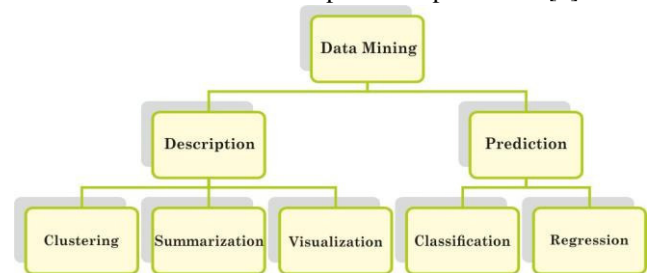 Data Mining
Description
Prediction
Clustering
Summarization
Visualization
Classification
Regression